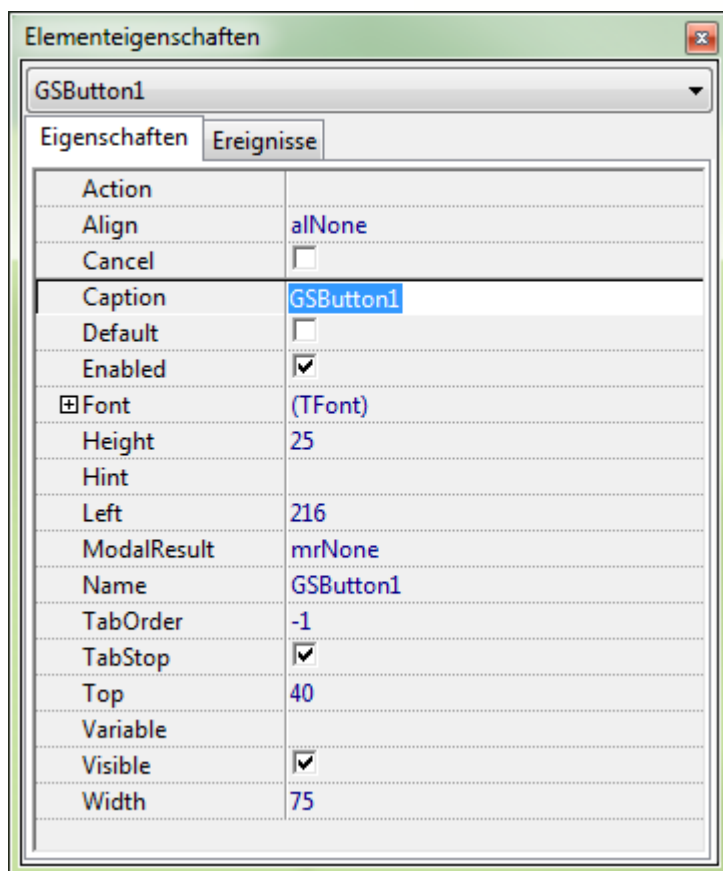 Elementeigenschaften
GSButton1
Eigenschaften Ereignisse
Action
Align alNone
Cancel
Caption GSButton1
Default
Enabled
Font (TFont)
Height 25
Hint
Left 216
ModalResult mrNone
Name GSButton1
TabOrder -1
TabStop
Top 40
Variable
Visible
Width 75